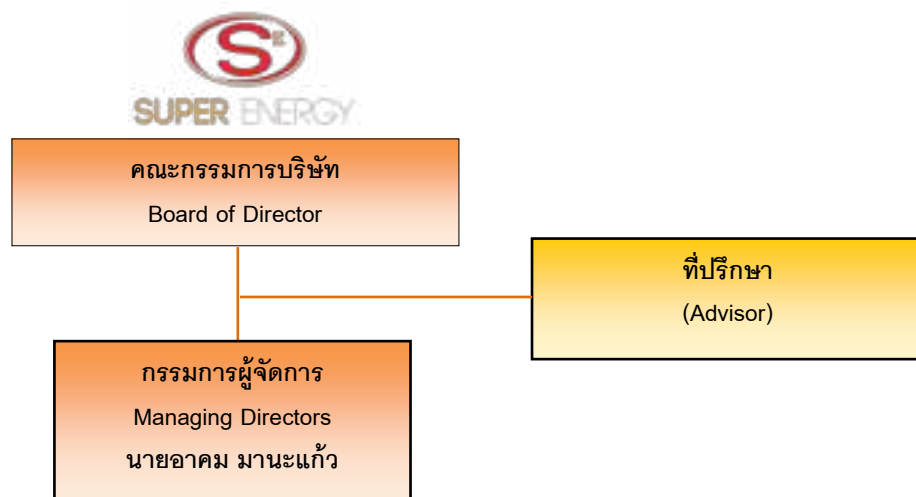 S
SUPER ENERGY
คณะกรรมการบริษัท
Board of Director
ที่ปรึกษา
(Advisor)
กรรมการผู้จัดการ
Managing Directors
นายอาคม มานะแก้ว